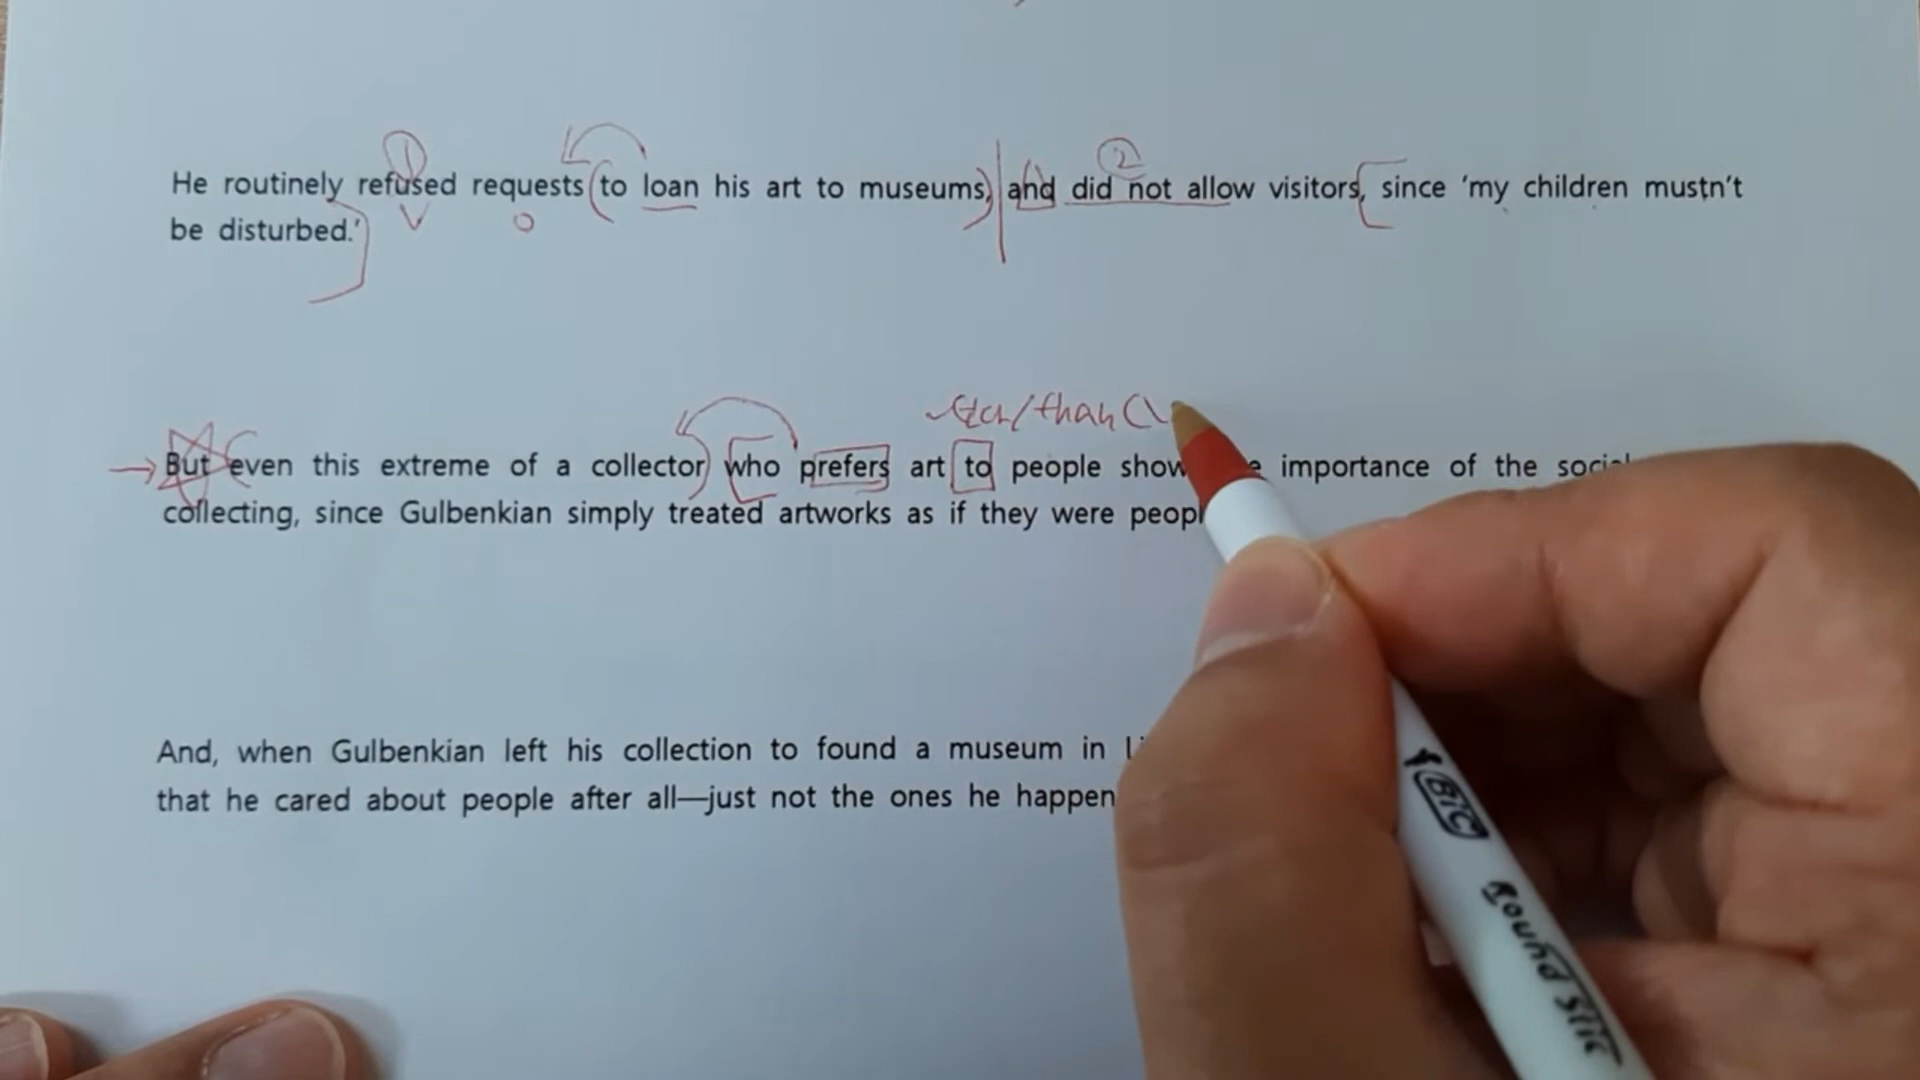 ①
②
He routinely refused requests to loan his art to museums, and did not allow visitors, since ‘my children mustn’t
V
O
be disturbed.’
/than (
But even this extreme of a collector who prefers art to people show importance of the
collecting, since Gulbenkian simply treated artworks as if they were
And, when Gulbenkian left his collection to found a museum in
that he cared about people after all—just not the ones he
BIC
Round Stic